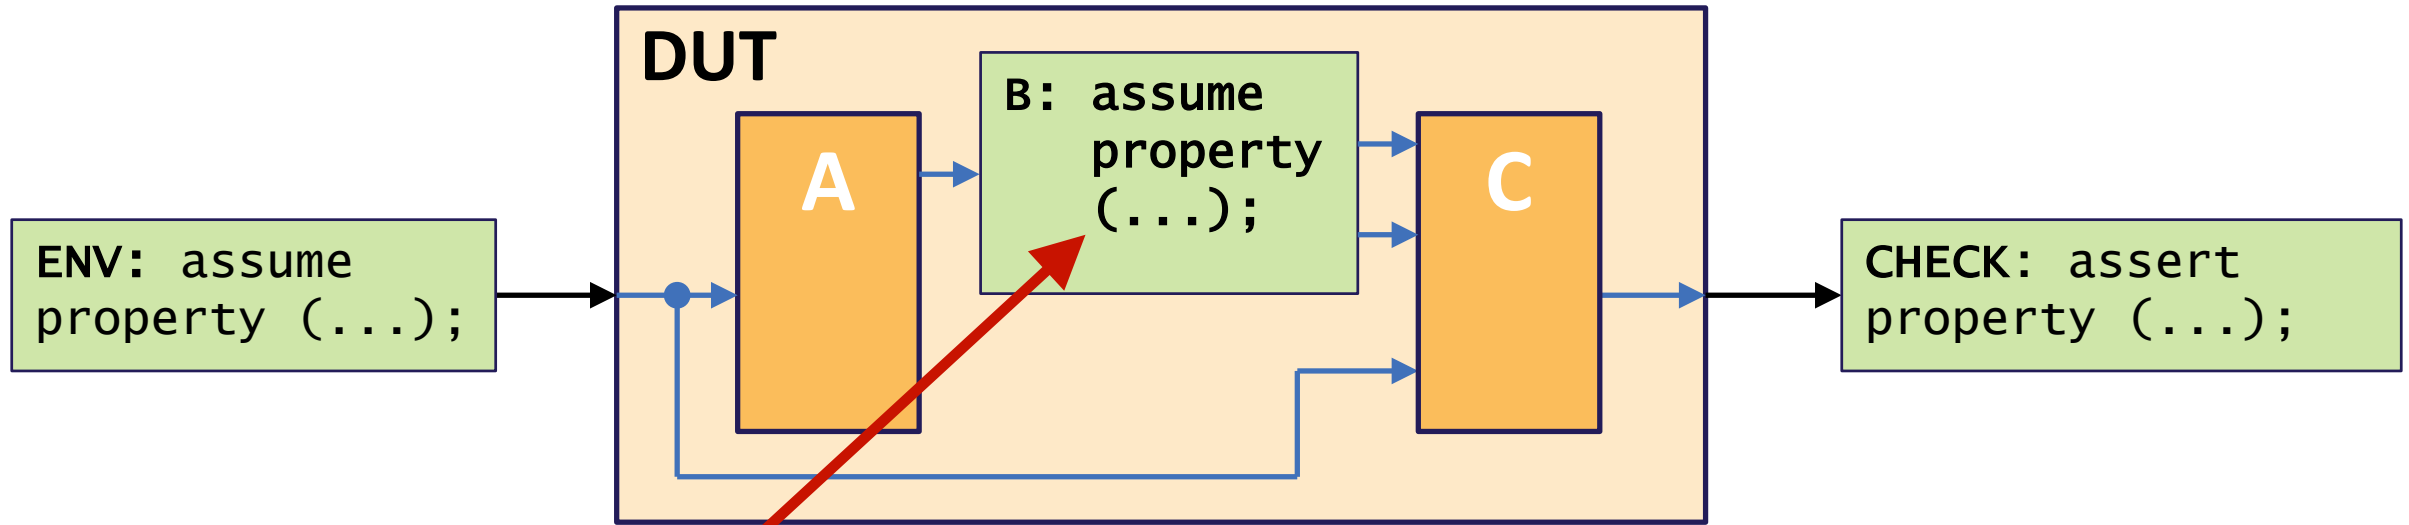 DUT
B: assume
property
(...);
A
C
ENV: assume
property (...);
CHECK: assert
property (...);